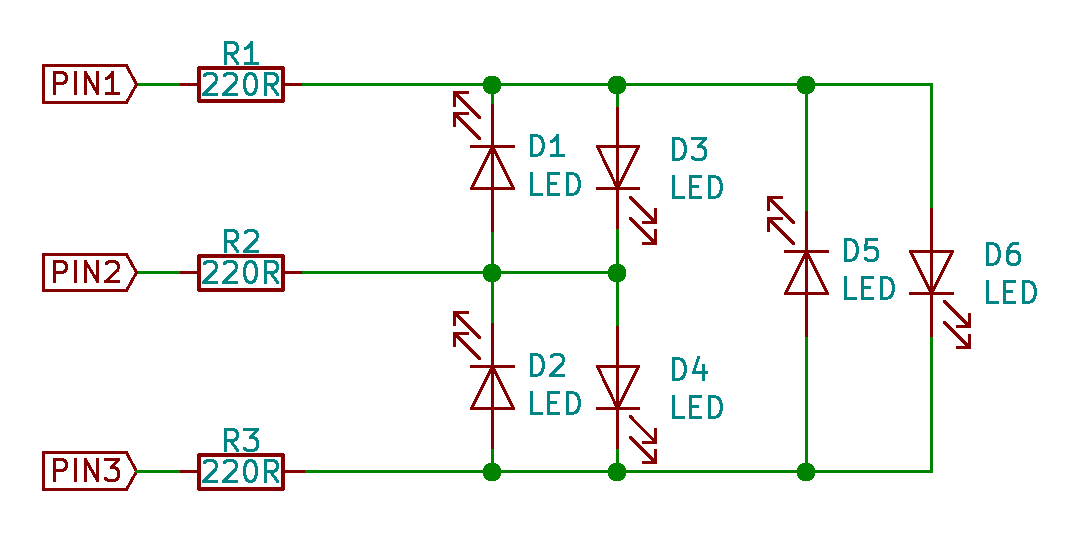 R1
PIN1
220R
D1
LED
D3
LED
R2
PIN2
220R
D5
LED
D6
LED
D2
LED
D4
LED
R3
PIN3
220R